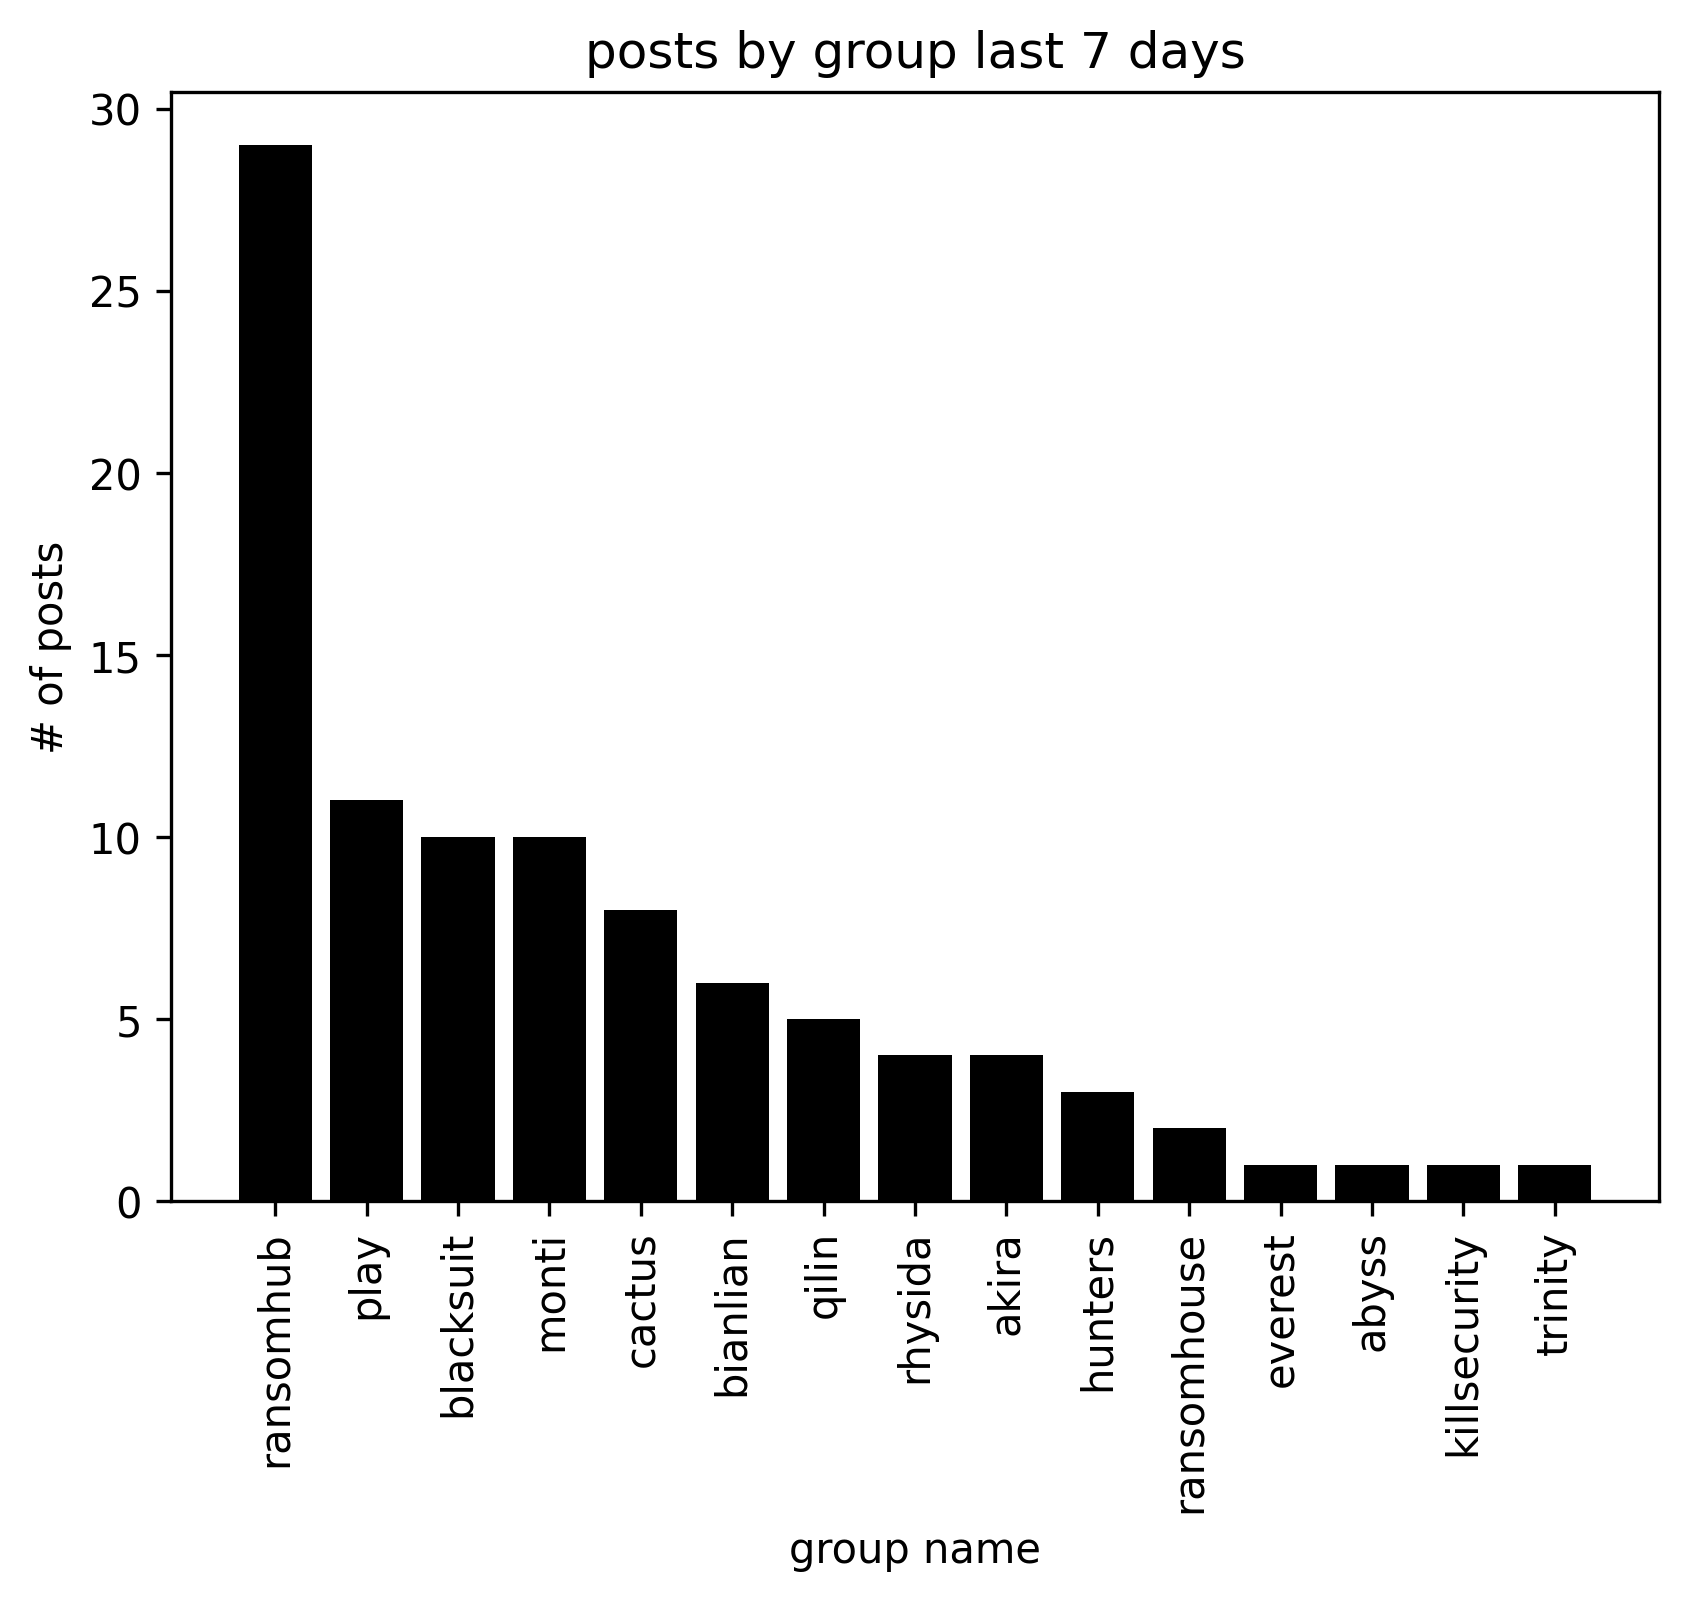 posts by group last 7 days
# of posts
30
25
20
15
10
5
0
ransomhub
play
blacksuit
monti
cactus
bianlian
qilin
rhysida
akira
hunters
ransomhouse
everest
abyss
killsecurity
trinity
group name